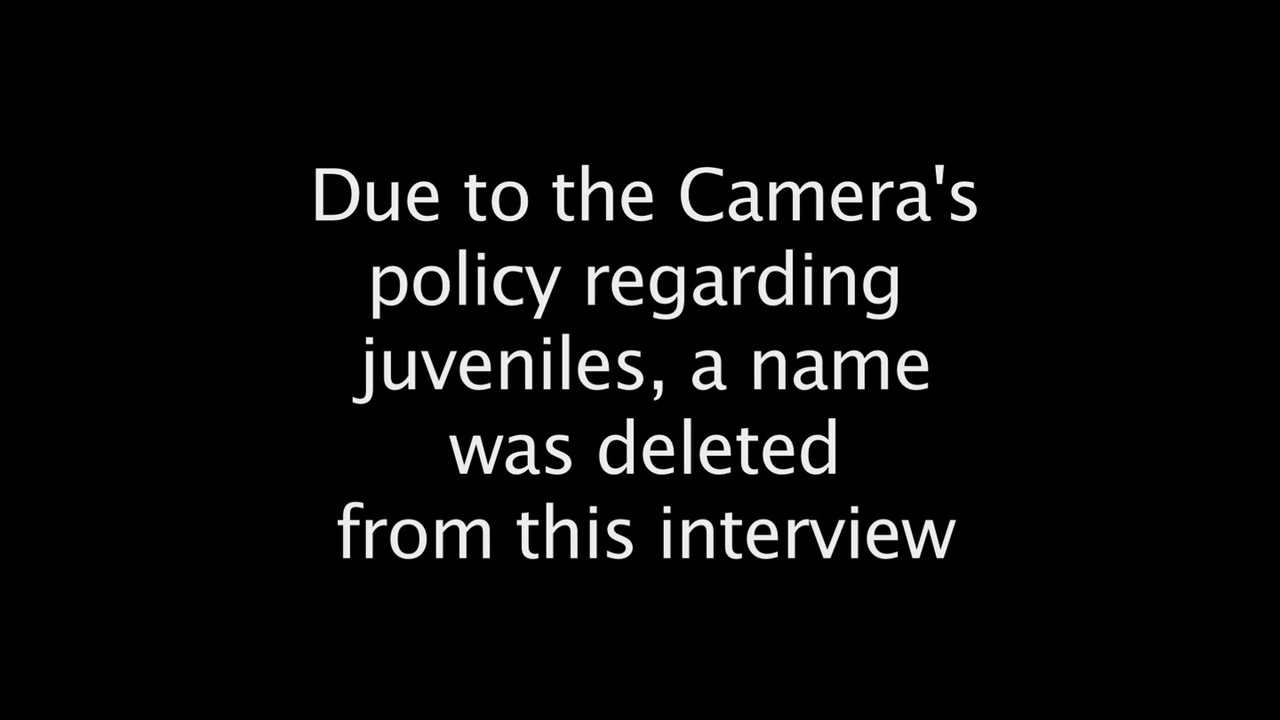 Due to the Camera's
policy regarding
juveniles, a name
was deleted
from this interview